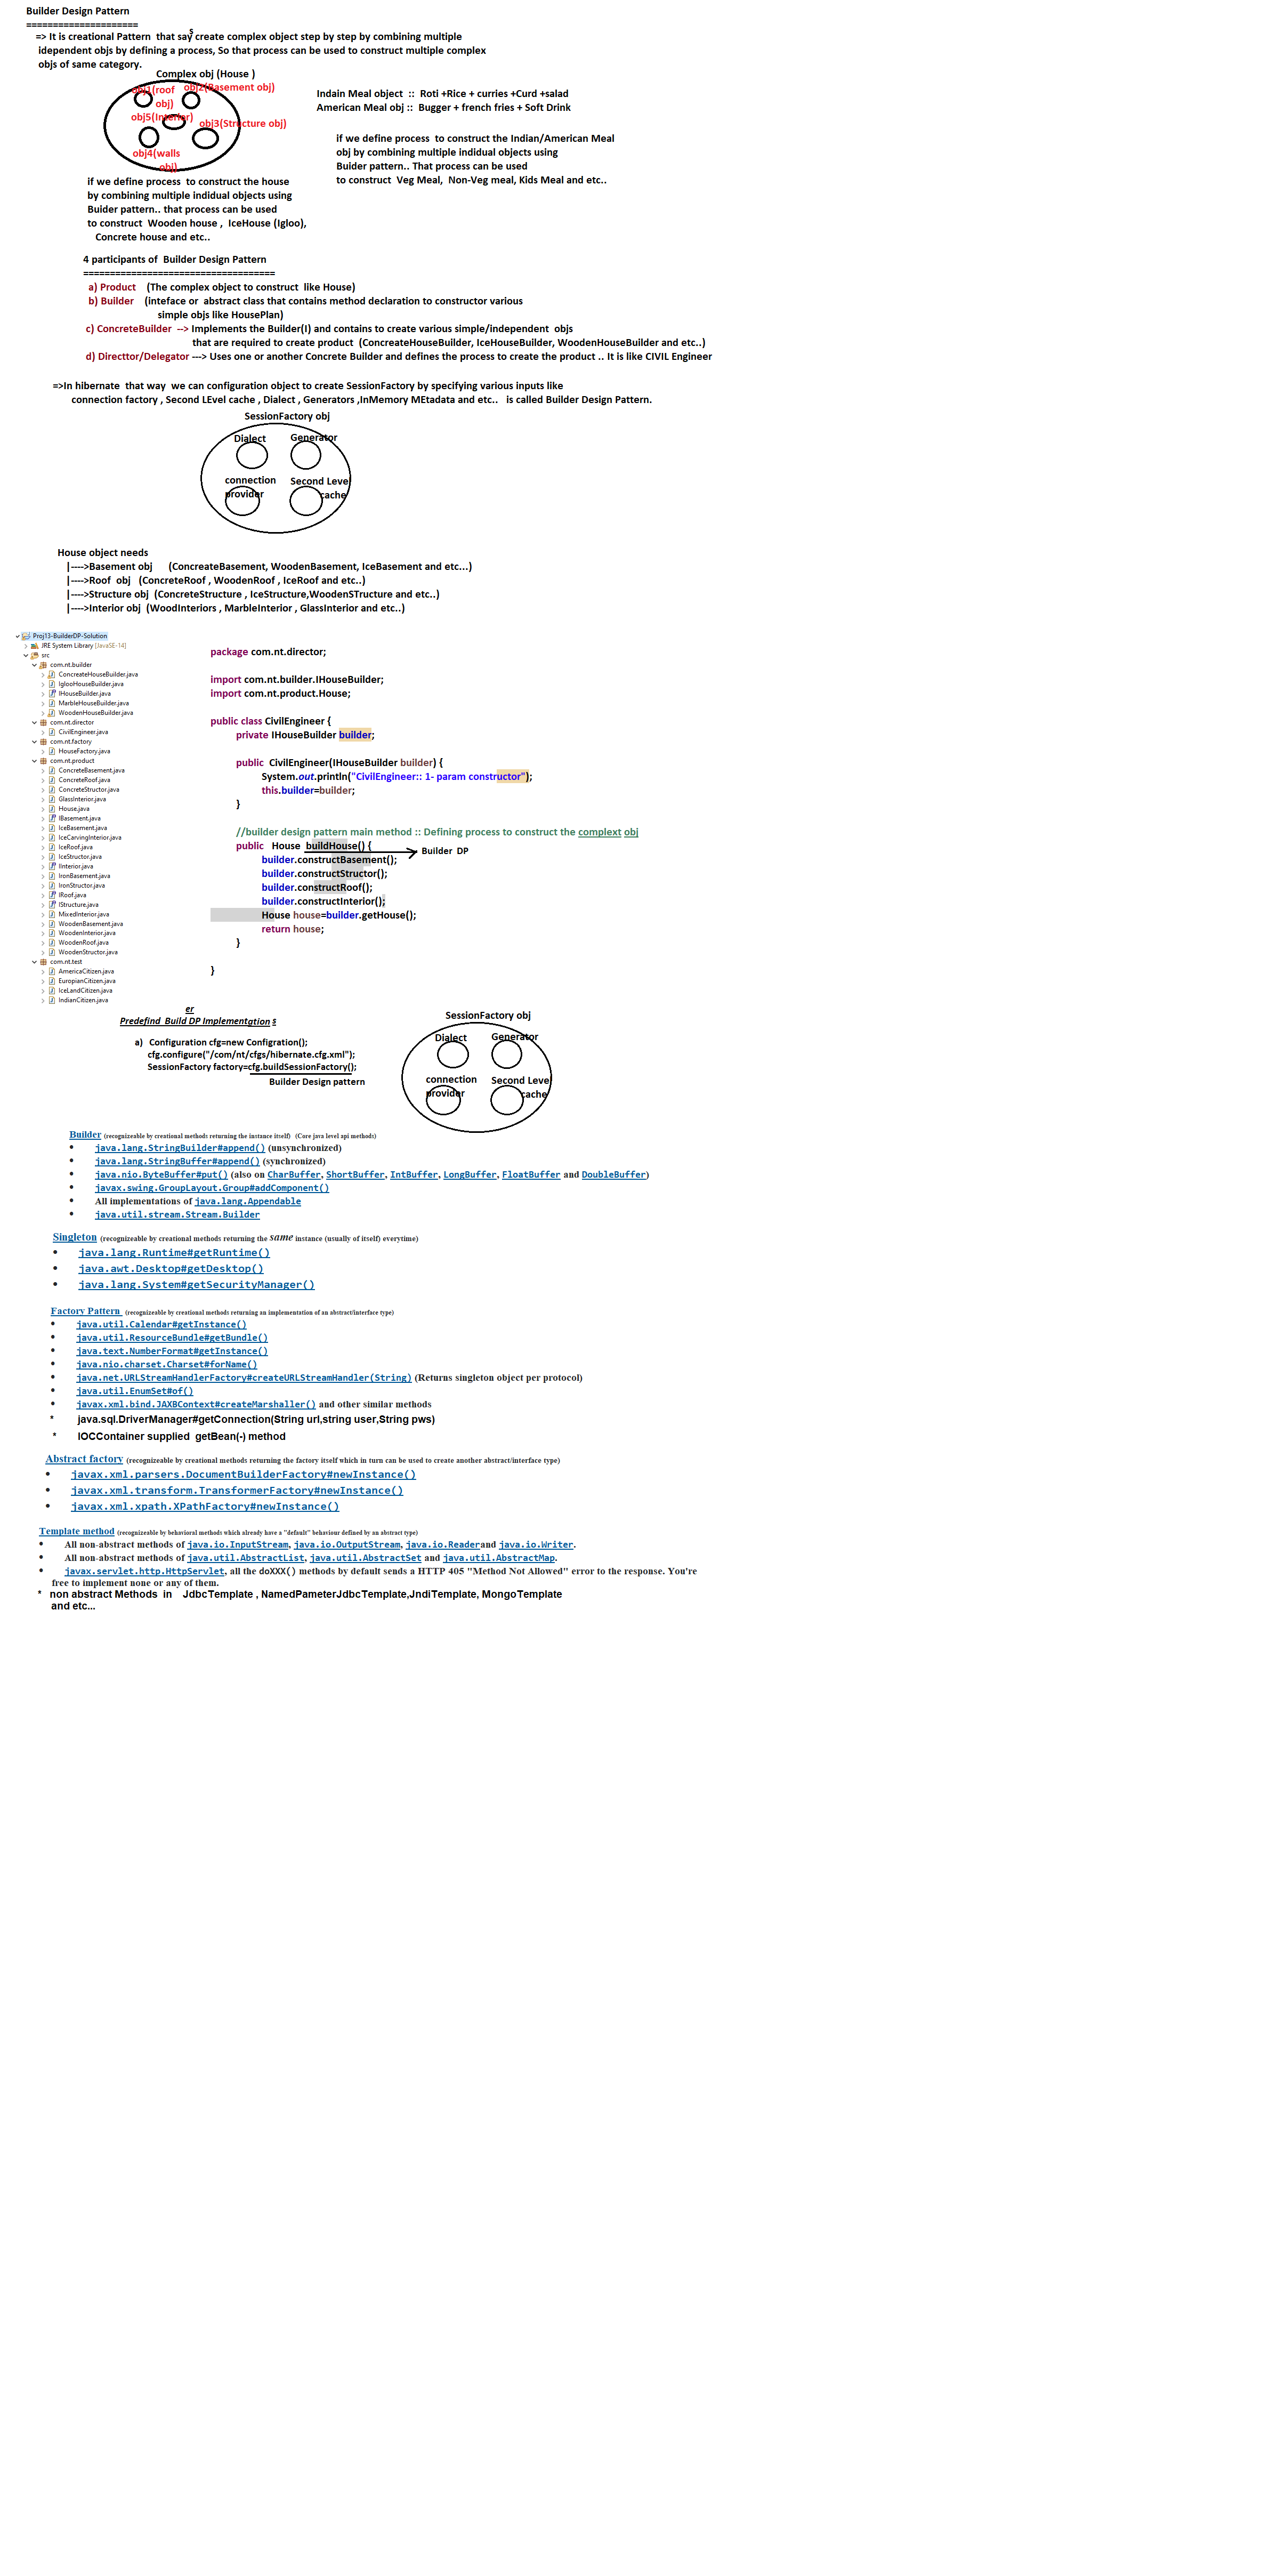 Builder Design Pattern
=====================
s
=> It is creational Pattern that say create complex object step by step by combining multiple
idependent objs by defining a process, So that process can be used to construct multiple complex
objs of same category.
Complex obj (House )
obj1(roof
obj)
obj2(Basement obj)
obj5(Interior)
obj3(Structure obj)
obj4(walls
obj)
Indain Meal object :: Roti +Rice + curries +Curd +salad
American Meal obj :: Bugger + french fries + Soft Drink
if we define process to construct the Indian/American Meal
obj by combining multiple indidual objects using
Buider pattern.. That process can be used
to construct Veg Meal, Non-Veg meal, Kids Meal and etc..
if we define process to construct the house
by combining multiple indidual objects using
Buider pattern.. that process can be used
to construct Wooden house , IceHouse (Igloo),
Concrete house and etc..
4 participants of Builder Design Pattern
====================================
a) Product (The complex object to construct like House)
b) Builder (inteface or abstract class that contains method declaration to constructor various
simple objs like HousePlan)
c) ConcreteBuilder --> Implements the Builder(I) and contains to create various simple/independent objs
that are required to create product (ConcreateHouseBuilder, IceHouseBuilder, WoodenHouseBuilder and etc..)
d) Directtor/Delegator ---> Uses one or another Concrete Builder and defines the process to create the product .. It is like CIVIL Engineer
=>In hibernate that way we can configuration object to create SessionFactory by specifying various inputs like
connection factory , Second LEvel cache , Dialect , Generators ,InMemory MEtadata and etc.. is called Builder Design Pattern.
SessionFactory obj
Dialect
Generator
connection
provider
Second Leve
cache
House object needs
|---->Basement obj (ConcreateBasement, WoodenBasement, IceBasement and etc...)
|---->Roof obj (ConcreteRoof , WoodenRoof , IceRoof and etc..)
|---->Structure obj (ConcreteStructure , IceStructure,WoodenSTructure and etc..)
|---->Interior obj (WoodInteriors , MarbleInterior , GlassInterior and etc..)
Proj13-BuilderDP-Solution
JRE System Library [JavaSE-14]
src
com.nt.builder
ConcreateHouseBuilder.java
IglooHouseBuilder.java
IHouseBuilder.java
MarbleHouseBuilder.java
WoodenHouseBuilder.java
com.nt.director
CivilEngineer.java
com.nt.factory
HouseFactory.java
com.nt.product
ConcreteBasement.java
ConcreteRoof.java
ConcreteStructor.java
GlassInterior.java
House.java
IBasement.java
IceBasement.java
IceCarvingInterior.java
IceRoof.java
IceStructor.java
IInterior.java
IronBasement.java
IronStructor.java
IRoof.java
IStructure.java
MixedInterior.java
WoodenBasement.java
WoodenInterior.java
WoodenRoof.java
WoodenStructor.java
com.nt.test
AmericaCitizen.java
EuropianCitizen.java
IceLandCitizen.java
IndianCitizen.java
package com.nt.director;
import com.nt.builder.IHouseBuilder;
import com.nt.product.House;
public class CivilEngineer {
private IHouseBuilder builder;
public CivilEngineer(IHouseBuilder builder) {
System.out.println("CivilEngineer:: 1- param constructor");
this.builder=builder;
}
//builder design pattern main method :: Defining process to construct the complext obj
public House buildHouse() {
Builder DP
builder.constructBasement();
builder.constructStructor();
builder.constructRoof();
builder.constructInterior();
House house=builder.getHouse();
return house;
}
}
er
Predefind Build DP Implementation s
a) Configuration cfg=new Configration();
cfg.configure("/com/nt/cfgs/hibernate.cfg.xml");
SessionFactory factory=cfg.buildSessionFactory();
Builder Design pattern
SessionFactory obj
Dialect
Generator
connection
provider
Second Level
cache
Builder (recognizeable by creational methods returning the instance itself) (Core java level api methods)
• java.lang.StringBuilder#append() (unsynchronized)
• java.lang.StringBuffer#append() (synchronized)
• java.nio.ByteBuffer#put() (also on CharBuffer, ShortBuffer, IntBuffer, LongBuffer, FloatBuffer and DoubleBuffer)
• javax.swing.GroupLayout.Group#addComponent()
• All implementations of java.lang.Appendable
• java.util.stream.Stream.Builder
Singleton (recognizeable by creational methods returning the same instance (usually of itself) everytime)
• java.lang.Runtime#getRuntime()
• java.awt.Desktop#getDesktop()
• java.lang.System#getSecurityManager()
Factory Pattern (recognizeable by creational methods returning an implementation of an abstract/interface type)
• java.util.Calendar#getInstance()
• java.util.ResourceBundle#getBundle()
• java.text.NumberFormat#getInstance()
• java.nio.charset.Charset#forName()
• java.net.URLStreamHandlerFactory#createURLStreamHandler(String) (Returns singleton object per protocol)
• java.util.EnumSet#of()
• javax.xml.bind.JAXBContext#createMarshaller() and other similar methods
* java.sql.DriverManager#getConnection(String url,string user,String pws)
* IOCContainer supplied getBean(-) method
Abstract factory (recognizeable by creational methods returning the factory itself which in turn can be used to create another abstract/interface type)
• javax.xml.parsers.DocumentBuilderFactory#newInstance()
• javax.xml.transform.TransformerFactory#newInstance()
• javax.xml.xpath.XPathFactory#newInstance()
Template method (recognizeable by behavioral methods which already have a "default" behaviour defined by an abstract type)
• All non-abstract methods of java.io.InputStream, java.io.OutputStream, java.io.Readerand java.io.Writer.
• All non-abstract methods of java.util.AbstractList, java.util.AbstractSet and java.util.AbstractMap.
• javax.servlet.http.HttpServlet, all the doXXX() methods by default sends a HTTP 405 "Method Not Allowed" error to the response. You're
free to implement none or any of them.
* non abstract Methods in JdbcTemplate , NamedPameterJdbcTemplate,JndiTemplate, MongoTemplate
and etc...